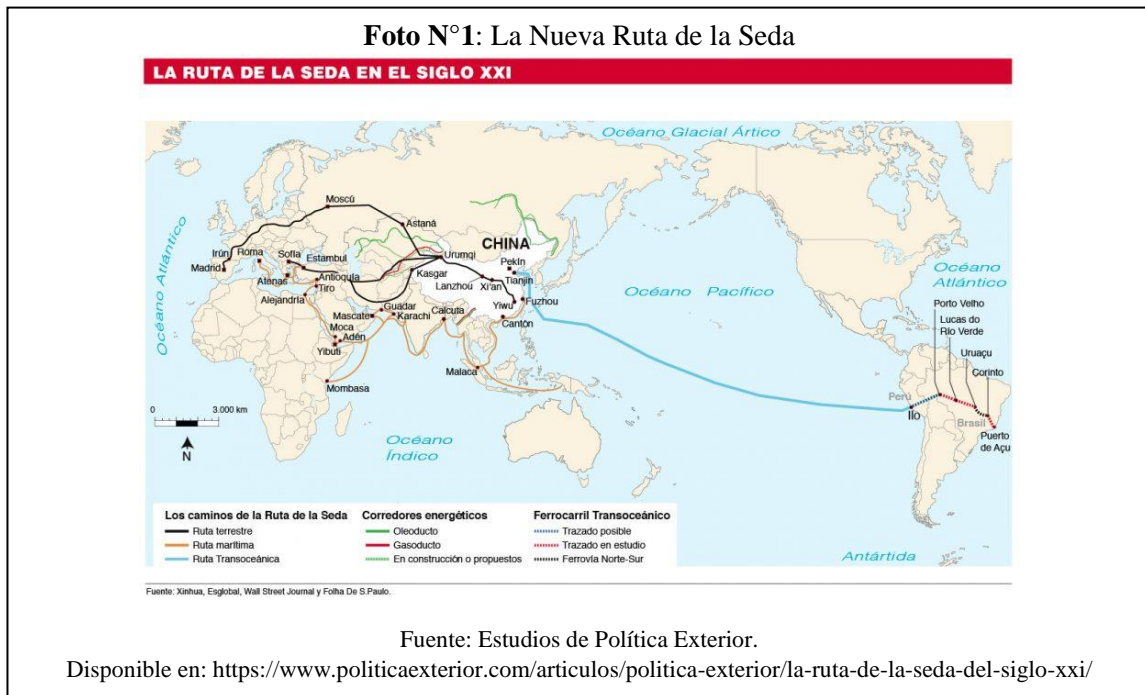 Foto N°1: La Nueva Ruta de la Seda
LA RUTA DE LA SEDA EN EL SIGLO XXI
Océano Glacial Ártico
Océano Atlántico
Moscú
Astaná
CHINA
Irún
Roma
Sofía
Estambul
Urumqi
Pekín
Madrid
Atenas
Antioquía
Tiro
Kasgar
Lanzhou
Xi'an
Tianjin
Océano Pacífico
Océano
Atlántico
Alejandría
Guadar
Karachi
Mascate
Calcuta
Yiwu
Fuzhou
Cantón
Moca
Adén
Yibuti
Malaca
Mombasa
Porto Velho
Lucas do
Rio Verde
Uruaçu
Corinto
Perú
Ilo
Brasil
Puerto
de Açu
0 3.000 km
N
Océano
Índico
Antártida
Los caminos de la Ruta de la Seda
Ruta terrestre
Ruta marítima
Ruta Transoceánica
Corredores energéticos
Oleoducto
Gasoducto
En construcción o propuestos
Ferrocarril Transoceánico
Trazado posible
Trazado en estudio
Ferrovía Norte-Sur
Fuente: Xinhua, Esglobal, Wall Street Journal y Folha De S.Paulo.
Fuente: Estudios de Política Exterior.
Disponible en: https://www.politicaexterior.com/articulos/politica-exterior/la-ruta-de-la-seda-del-siglo-xxi/